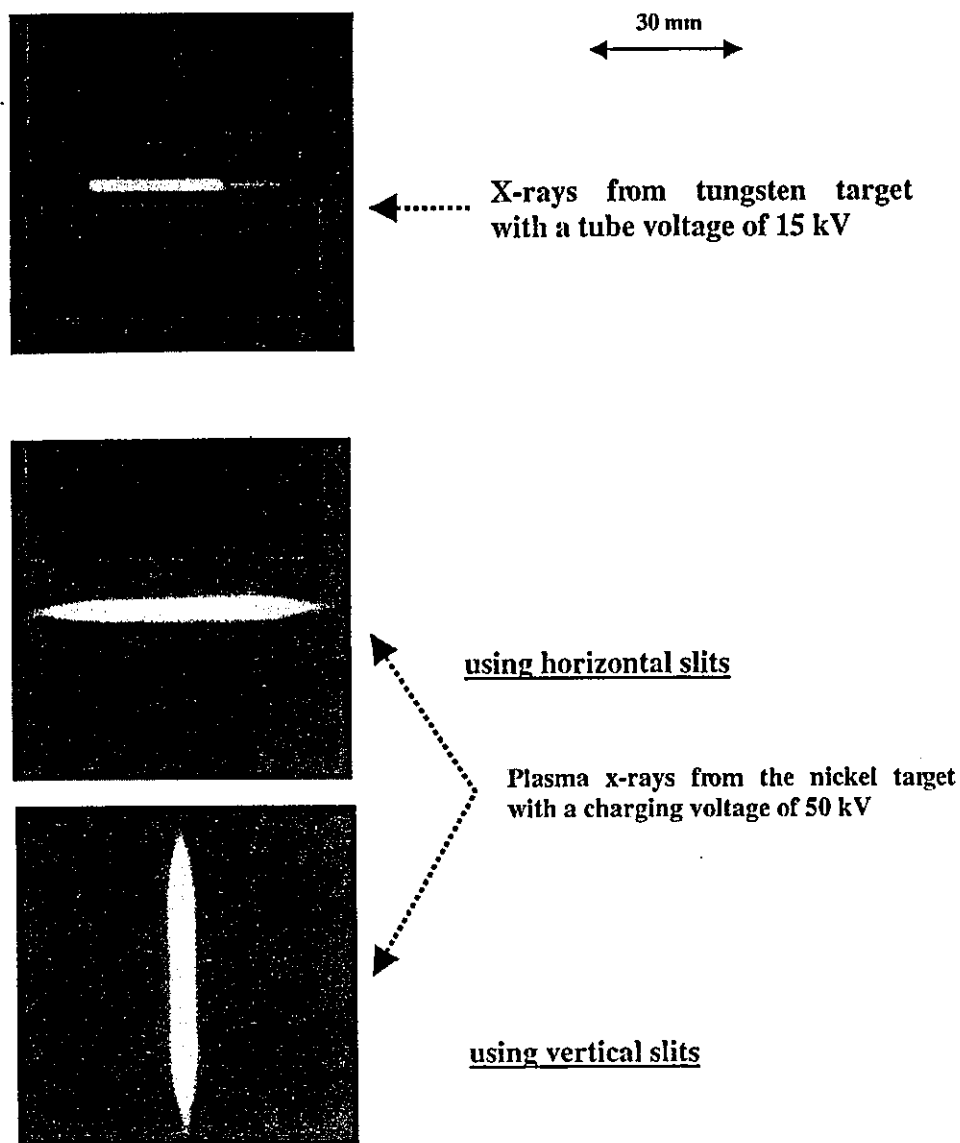 30 mm
X-rays from tungsten target
with a tube voltage of 15 kV
using horizontal slits
Plasma x-rays from the nickel target
with a charging voltage of 50 kV
using vertical slits